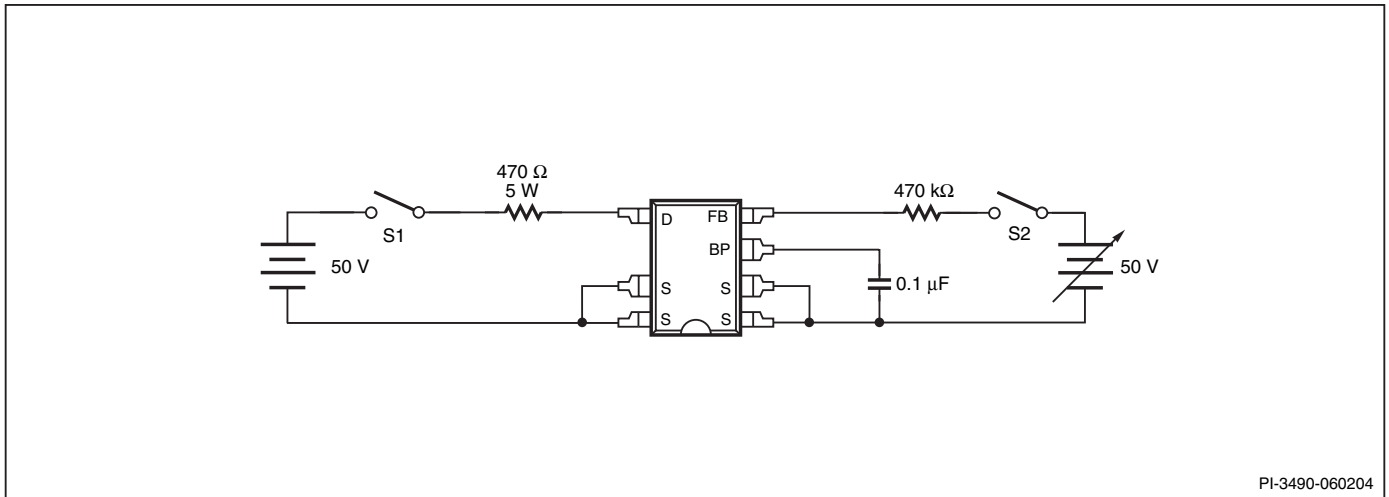 470 Ω
5 W
S1
50 V
D
S
S
FB
BP
S
S
470 kΩ
S2
50 V
0.1 µF
PI-3490-060204